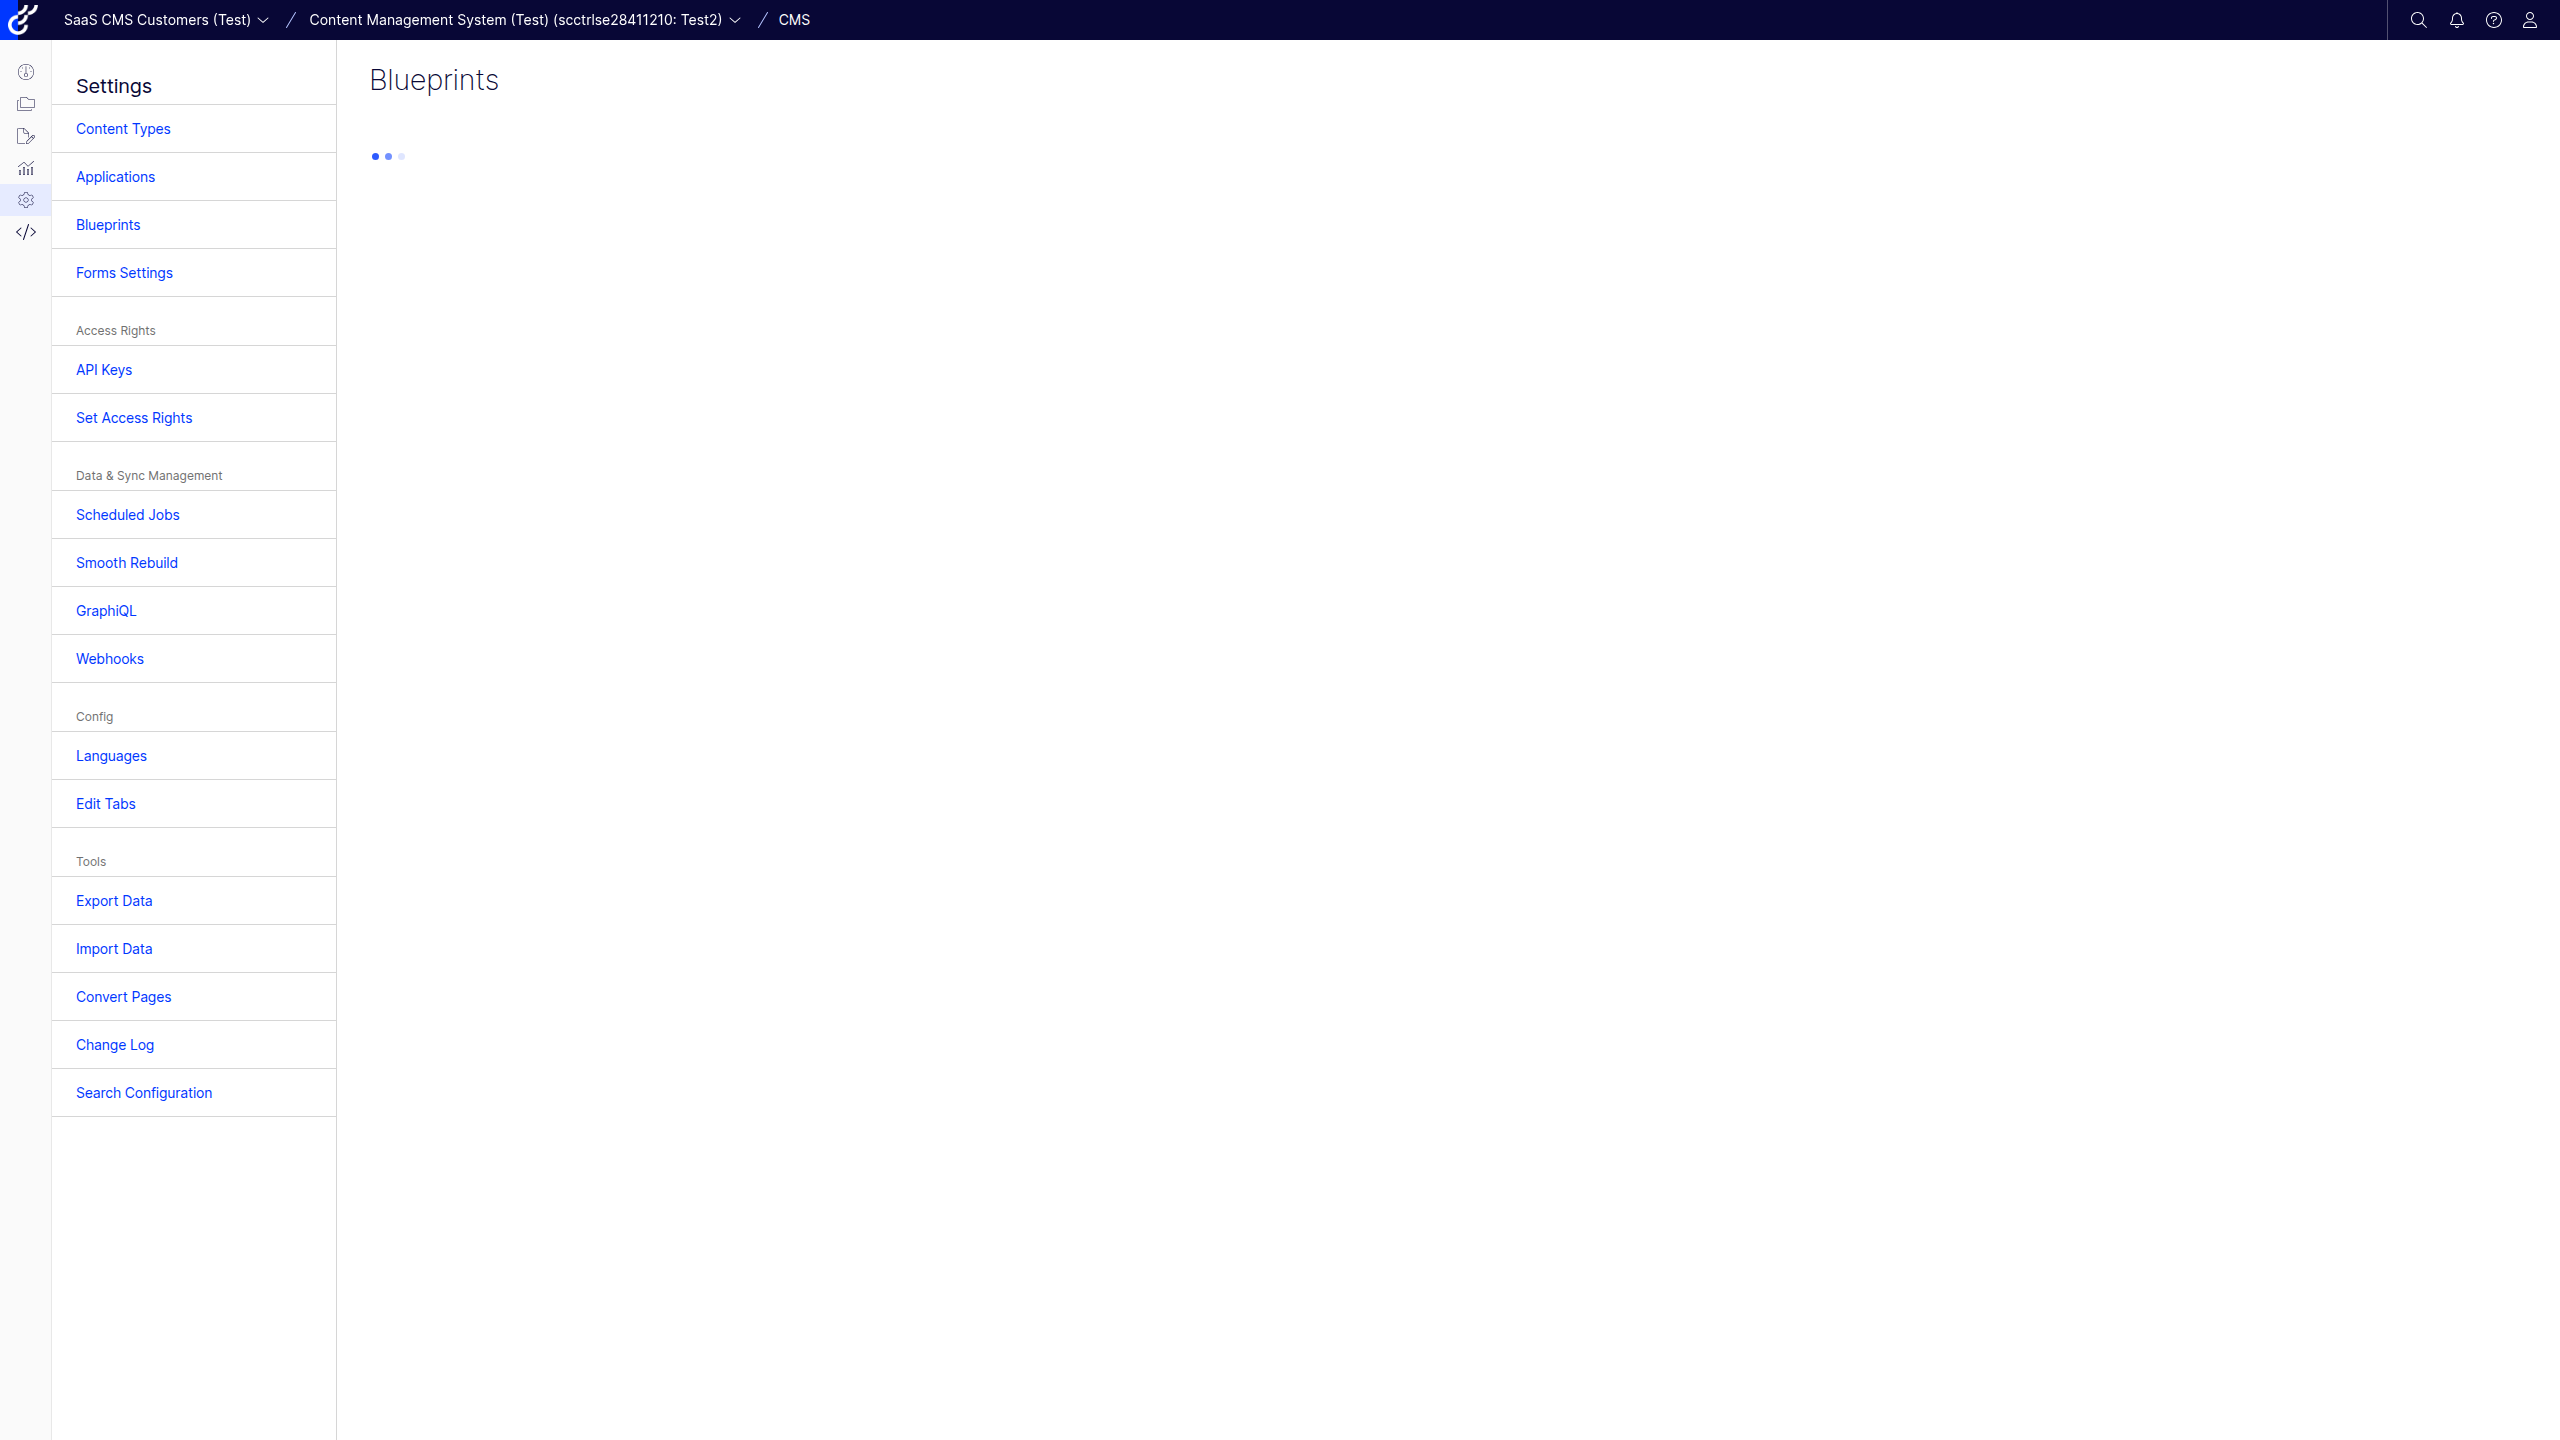 SaaS CMS Customers (Test) / Content Management System (Test) (scctrlse28411210: Test2) / CMS
Settings
Content Types
Applications
Blueprints
Forms Settings
Access Rights
API Keys
Set Access Rights
Data & Sync Management
Scheduled Jobs
Smooth Rebuild
GraphiQL
Webhooks
Config
Languages
Edit Tabs
Tools
Export Data
Import Data
Convert Pages
Change Log
Search Configuration
Blueprints